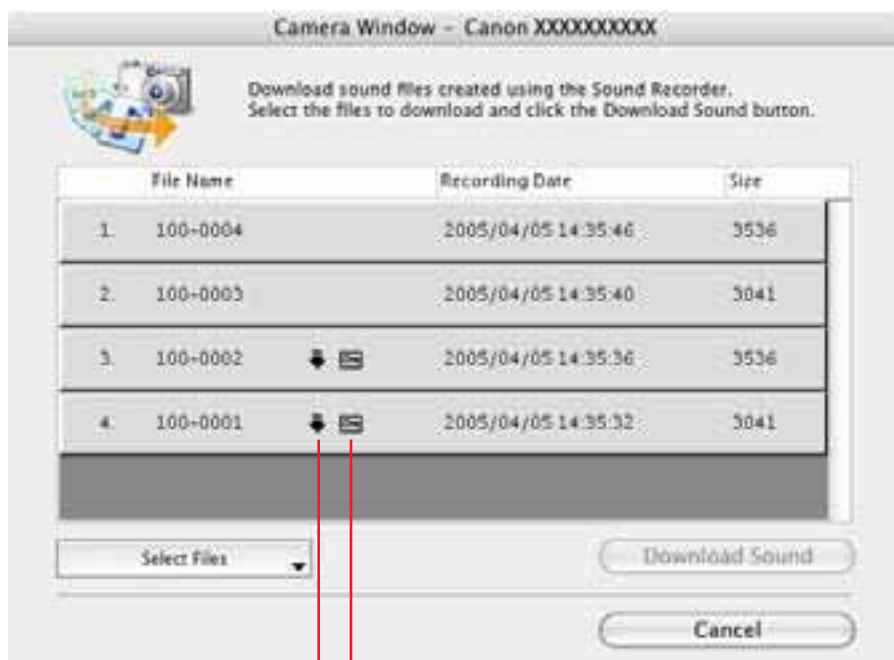 Camera Window - Canon XXXXXXXXXX
Download sound files created using the Sound Recorder.
Select the files to download and click the Download Sound button.
File Name Recording Date Size
1. 100-0004 2005/04/05 14:35:46 3536
2. 100-0003 2005/04/05 14:35:40 3041
3. 100-0002 2005/04/05 14:35:36 3536
4. 100-0001 2005/04/05 14:35:32 3041
Select Files Download Sound
Cancel